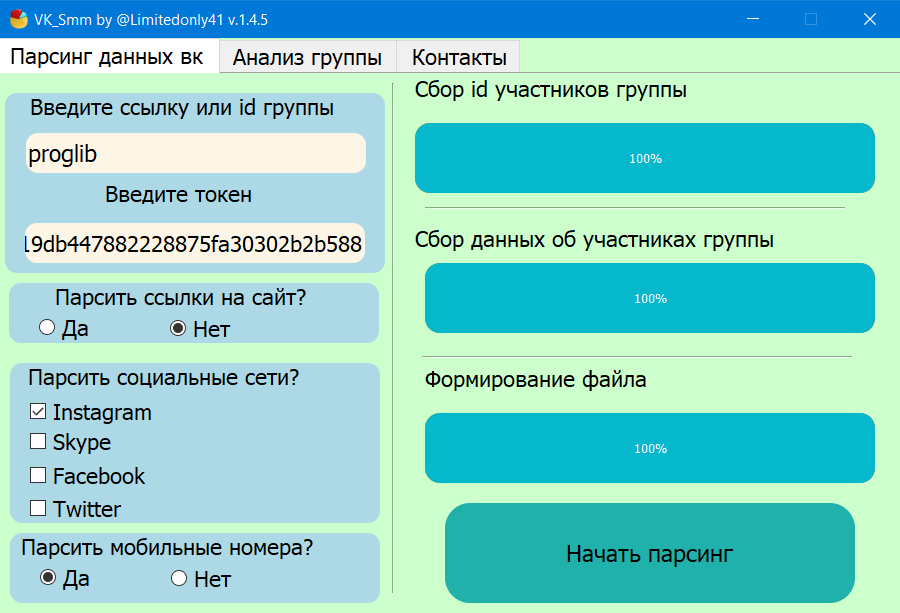 VK_Smm by @Limitedonly41 v.1.4.5
Парсинг данных вк
Анализ группы
Контакты
Введите ссылку или id группы
proglib
Введите токен
19db447882228875fa30302b2b588
Парсить ссылки на сайт?
Да
Нет
Парсить социальные сети?
Instagram
Skype
Facebook
Twitter
Парсить мобильные номера?
Да
Нет
Сбор id участников группы
100%
Сбор данных об участниках группы
100%
Формирование файла
100%
Начать парсинг